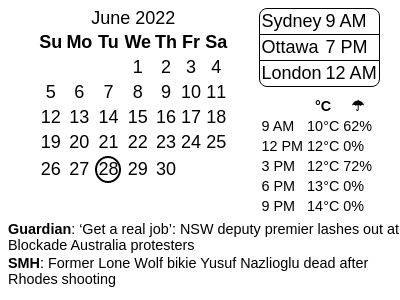 June 2022
Su Mo Tu We Th Fr Sa
1 2 3 4
5 6 7 8 9 10 11
12 13 14 15 16 17 18
19 20 21 22 23 24 25
26 27 28 29 30
Sydney 9 AM
Ottawa 7 PM
London 12 AM
°C ☂
9 AM 10°C 62%
12 PM 12°C 0%
3 PM 12°C 72%
6 PM 13°C 0%
9 PM 14°C 0%
Guardian: ‘Get a real job’: NSW deputy premier lashes out at
Blockade Australia protesters
SMH: Former Lone Wolf bikie Yusuf Nazlioglu dead after
Rhodes shooting